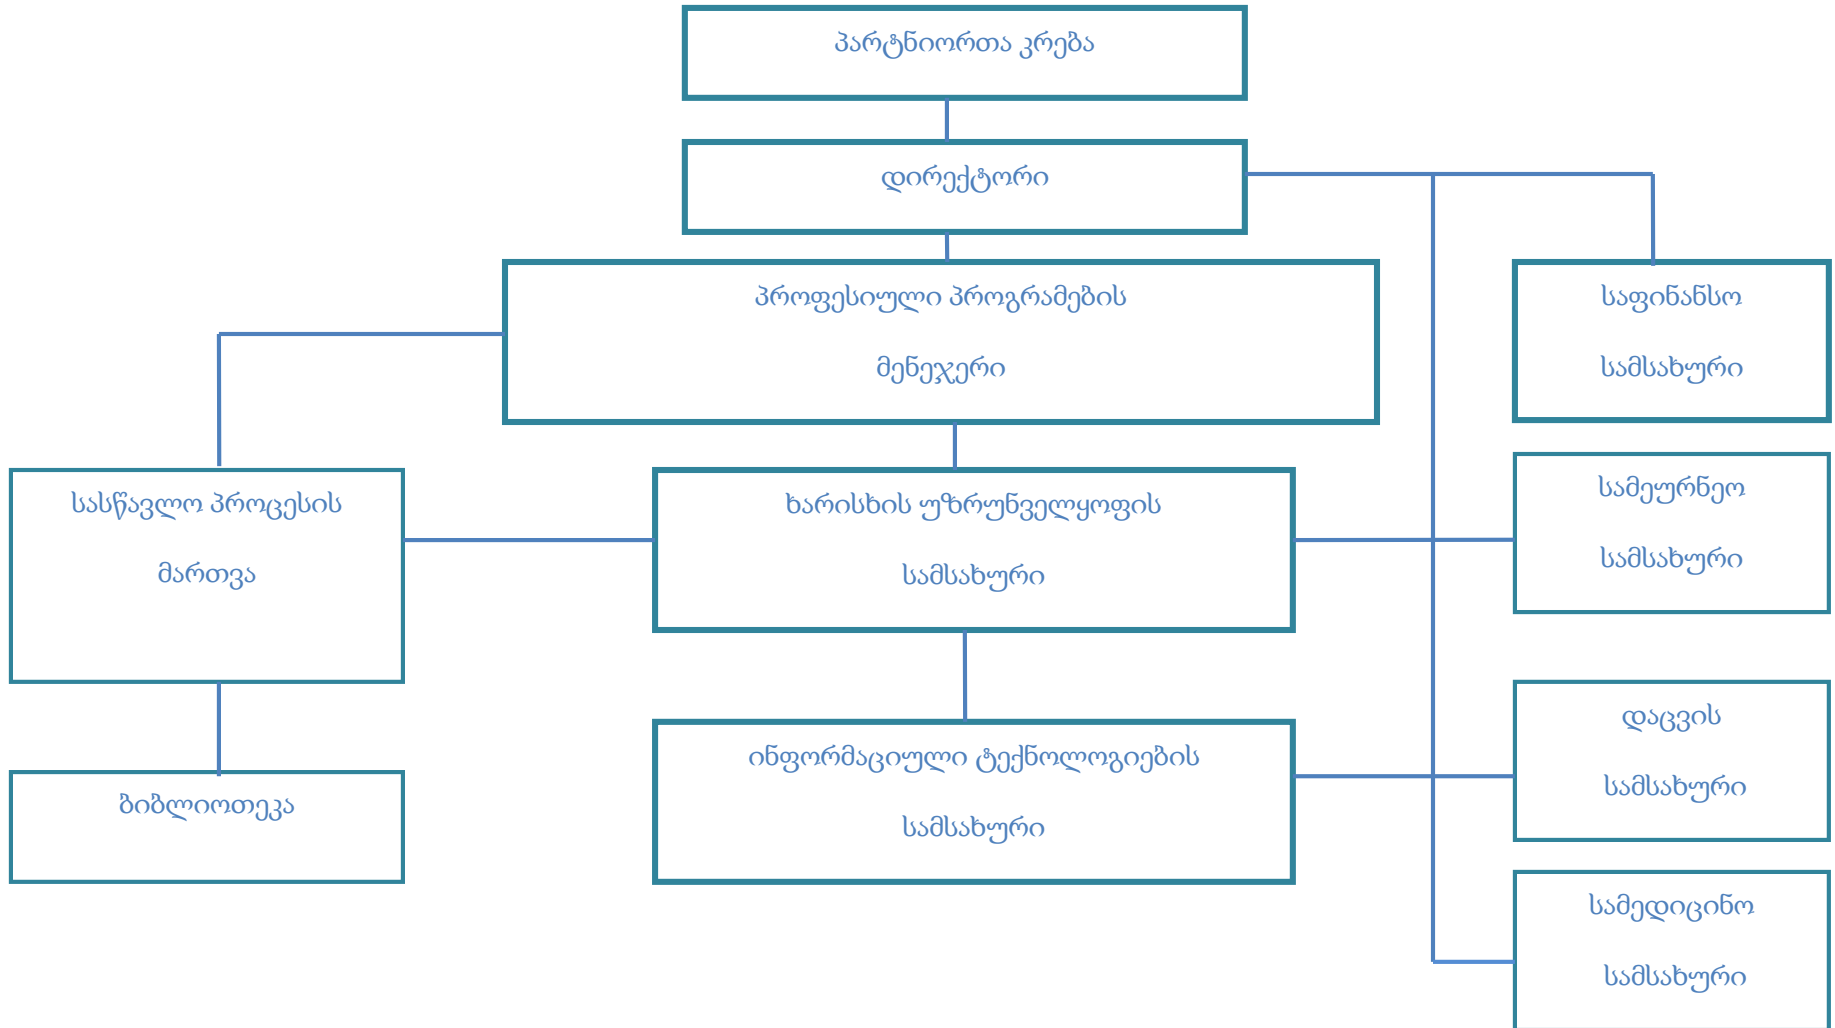 პარტნიორთა კრება
დირექტორი
პროფესიული პროგრამების
მენეჯერი
საფინანსო
სამსახური
სასწავლო პროცესის
მართვა
ხარისხის უზრუნველყოფის
სამსახური
სამეურნეო
სამსახური
ბიბლიოთეკა
ინფორმაციული ტექნოლოგიების
სამსახური
დაცვის
სამსახური
სამედიცინო
სამსახური